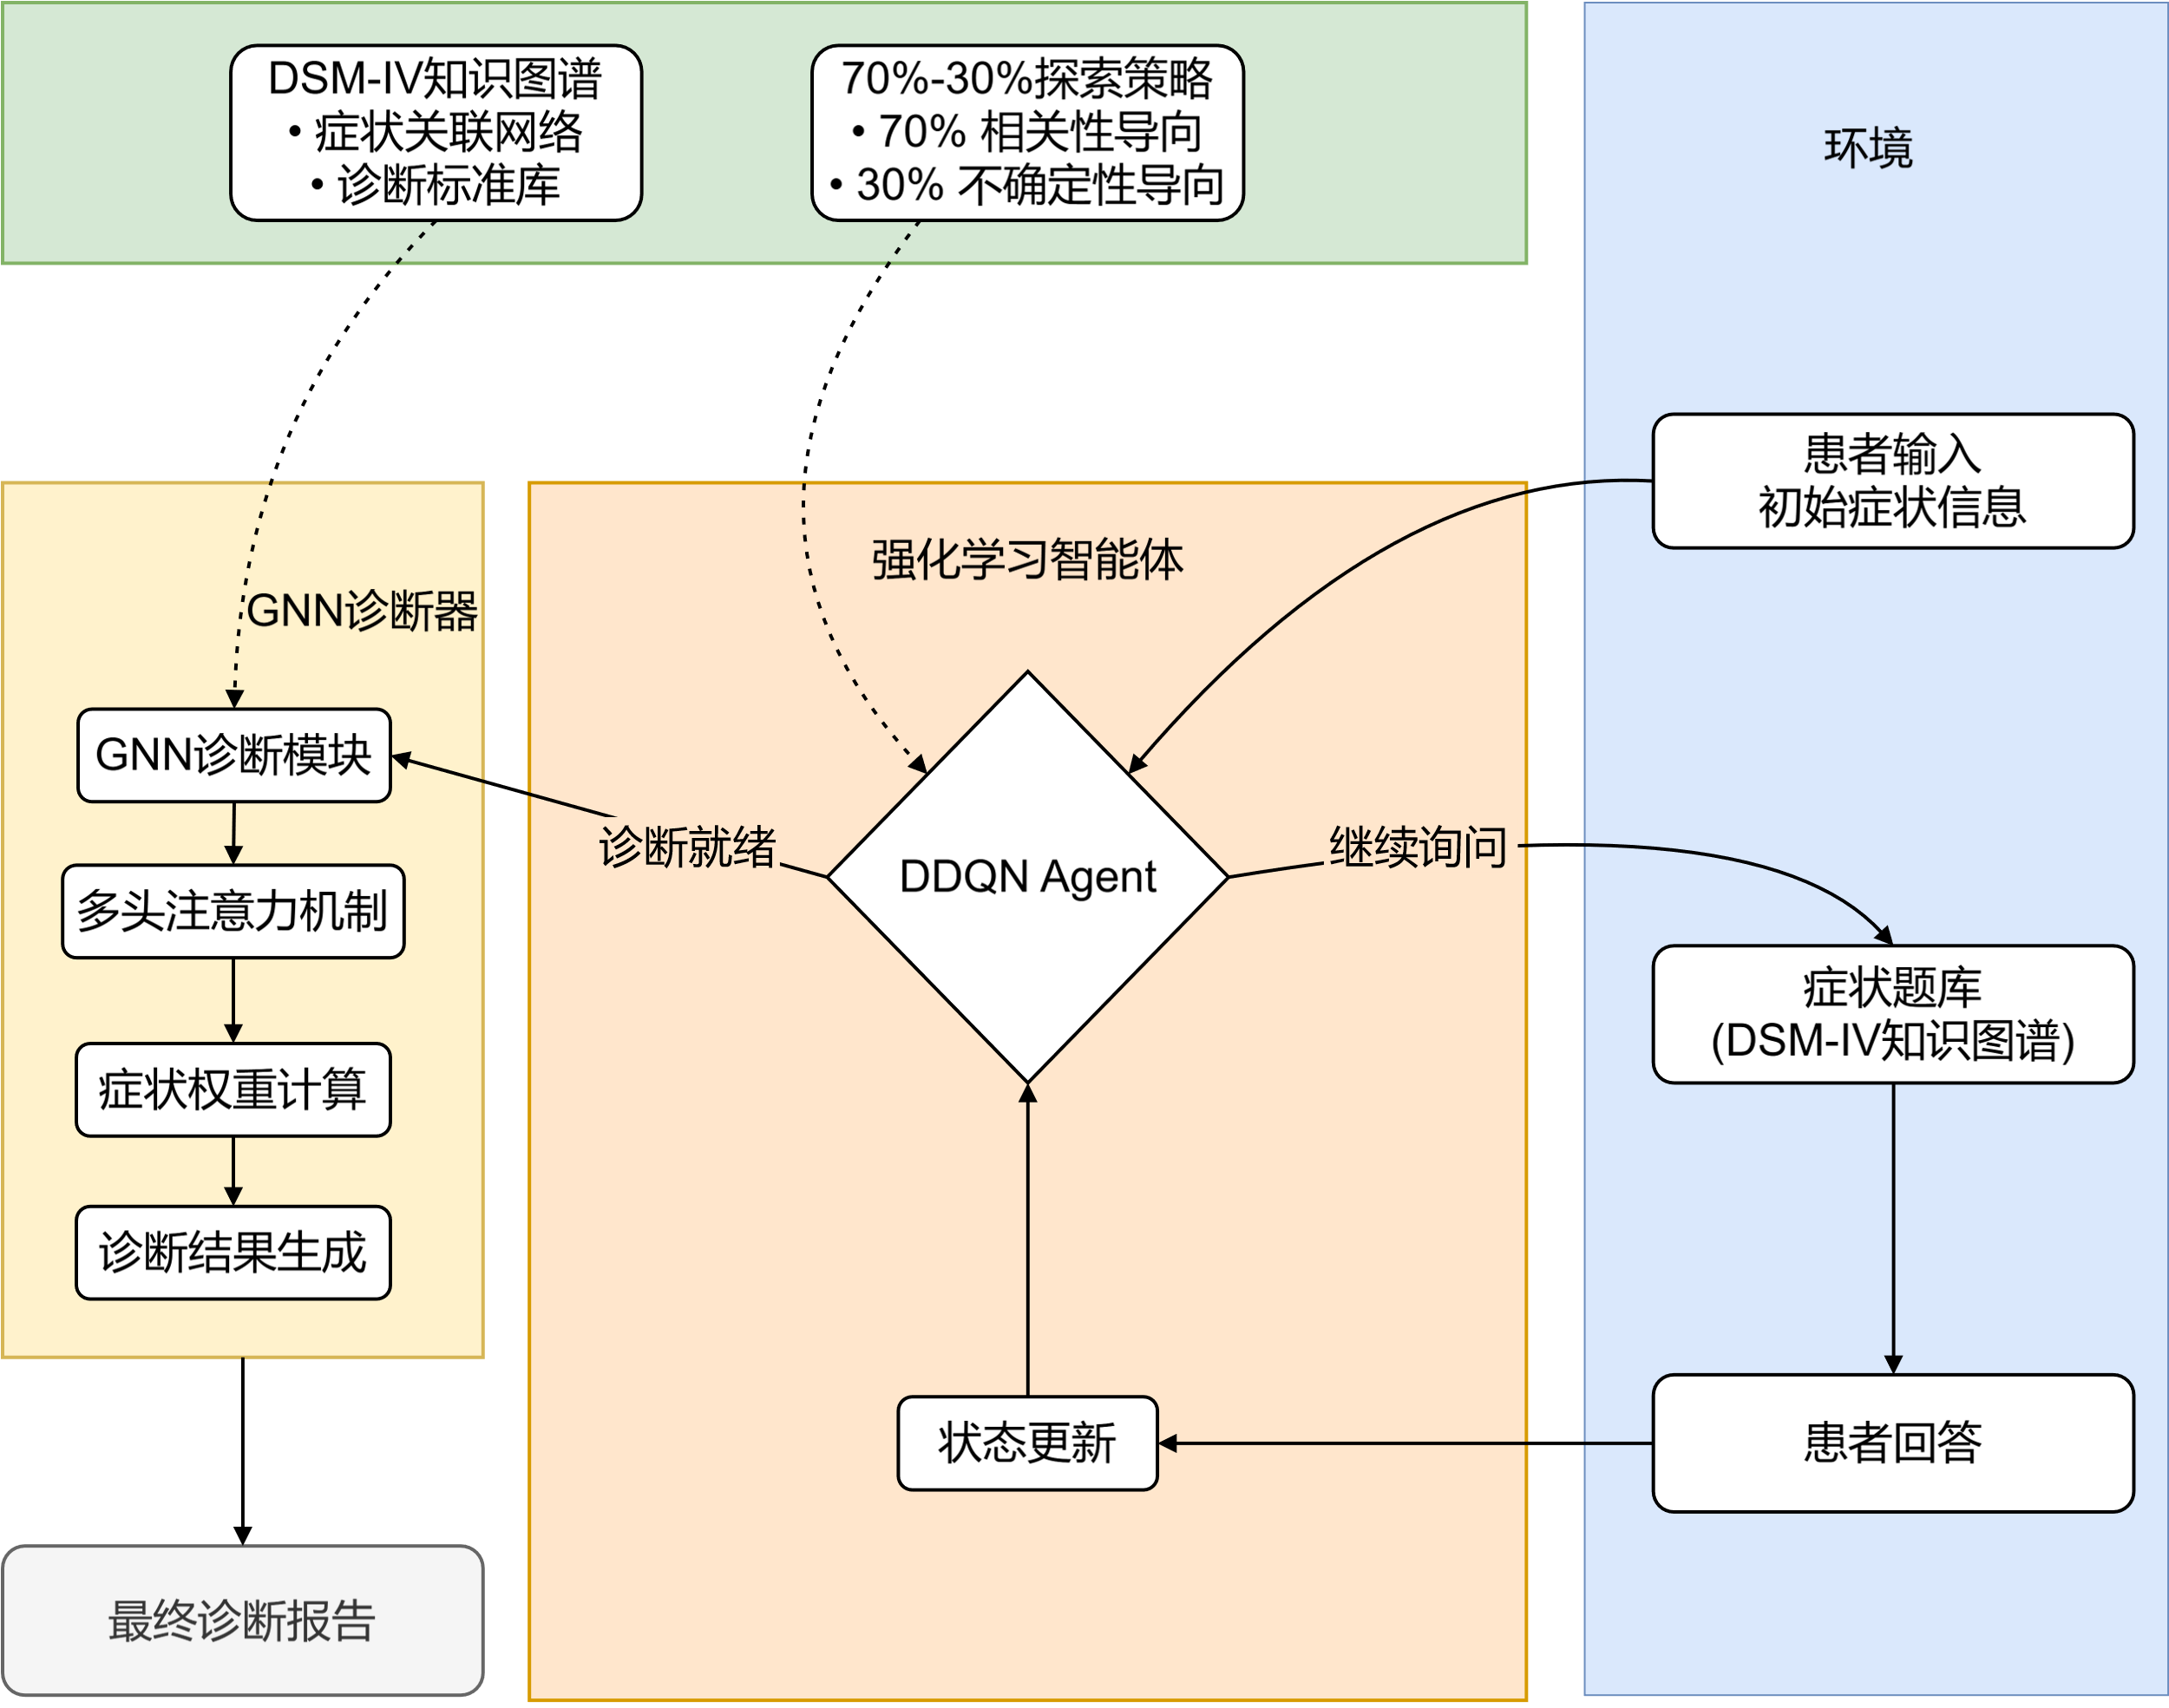 DSM-IV知识图谱
• 症状关联网络
• 诊断标准库
70%-30%探索策略
• 70% 相关性导向
• 30% 不确定性导向
环境
患者输入
初始症状信息
强化学习智能体
GNN诊断器
GNN诊断模块
诊断就绪
DDQN Agent
继续询问
多头注意力机制
症状题库
(DSM-IV知识图谱)
症状权重计算
诊断结果生成
状态更新
患者回答
最终诊断报告